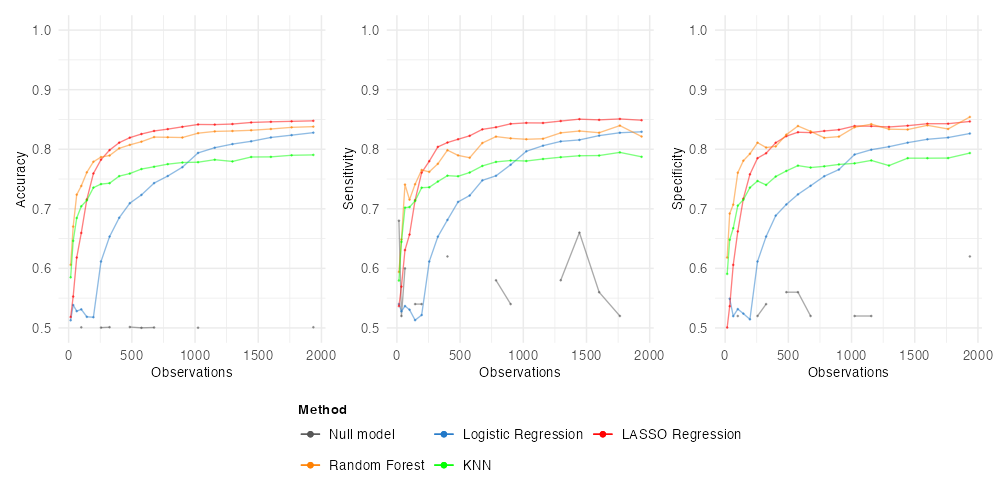 1.0
0.9
0.8
0.7
0.6
0.5
Accuracy
0 500 1000 1500 2000
Observations
1.0
0.9
0.8
0.7
0.6
0.5
Sensitivity
0 500 1000 1500 2000
Observations
1.0
0.9
0.8
0.7
0.6
0.5
Specificity
0 500 1000 1500 2000
Observations
Method
Null model
Logistic Regression
LASSO Regression
Random Forest
KNN